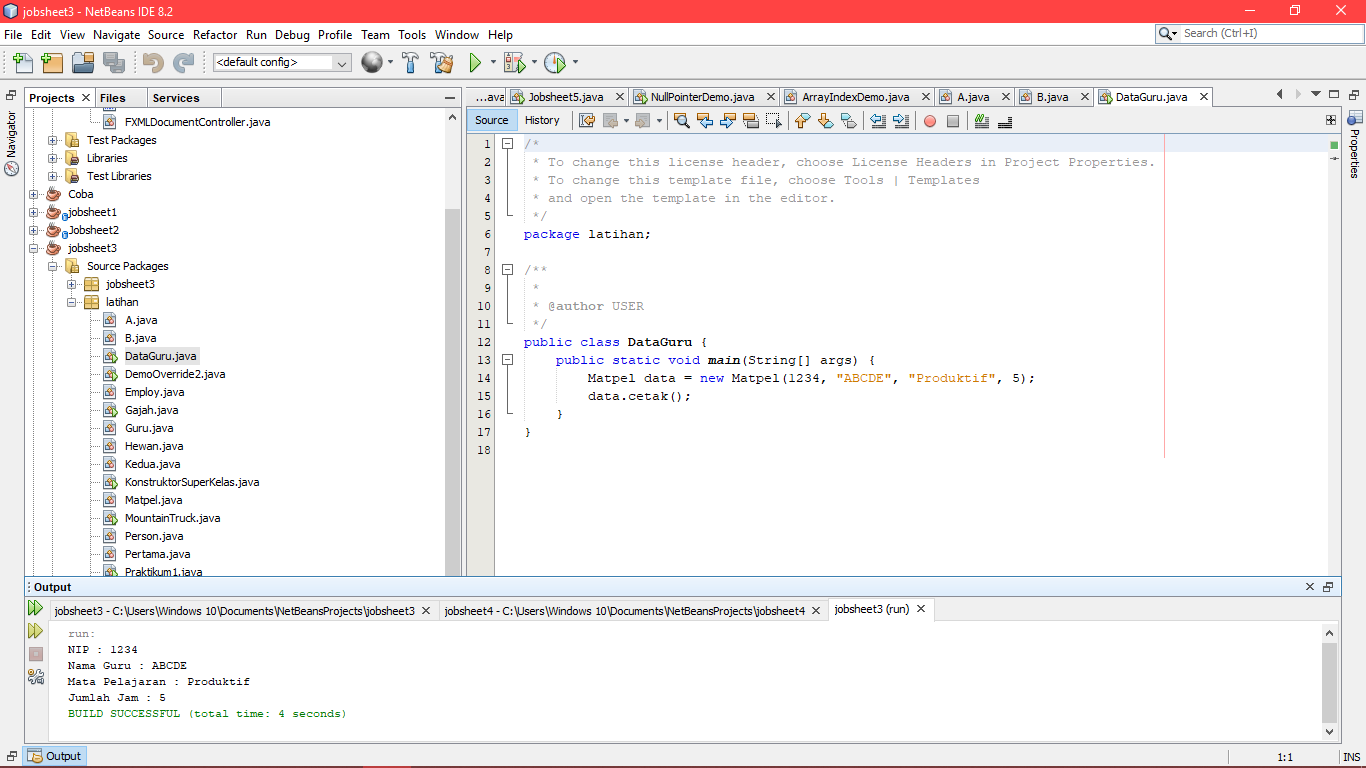 jobsheet3 - NetBeans IDE 8.2
File Edit View Navigate Source Refactor Run Debug Profile Team Tools Window Help
Search (Ctrl+I)
<default config>
Navigator
Projects Files Services
FXMLDocumentController.java
Test Packages
Libraries
Test Libraries
Coba
jobsheet1
Jobsheet2
jobsheet3
Source Packages
jobsheet3
latihan
A.java
B.java
DataGuru.java
DemoOverride2.java
Employ.java
Gajah.java
Guru.java
Hewan.java
Kedua.java
KonstruktorSuperKelas.java
Matpel.java
MountainTruck.java
Person.java
Pertama.java
Praktikum1.java
...ava Jobsheet5.java NullPointerDemo.java ArrayIndexDemo.java A.java B.java DataGuru.java
Source History
1 /*
2 * To change this license header, choose License Headers in Project Properties.
3 * To change this template file, choose Tools | Templates
4 * and open the template in the editor.
5 */
6 package latihan;
7
8 /**
9 *
10 * @author USER
11 */
12 public class DataGuru {
13 public static void main(String[] args) {
14 Matpel data = new Matpel(1234, "ABCDE", "Produktif", 5);
15 data.cetak();
16 }
17 }
18
Properties
Output
jobsheet3 - C:\Users\Windows 10\Documents\NetBeansProjects\jobsheet3 jobsheet4 - C:\Users\Windows 10\Documents\NetBeansProjects\jobsheet4 jobsheet3 (run)
run:
NIP : 1234
Nama Guru : ABCDE
Mata Pelajaran : Produktif
Jumlah Jam : 5
BUILD SUCCESSFUL (total time: 4 seconds)
Output
1:1 INS